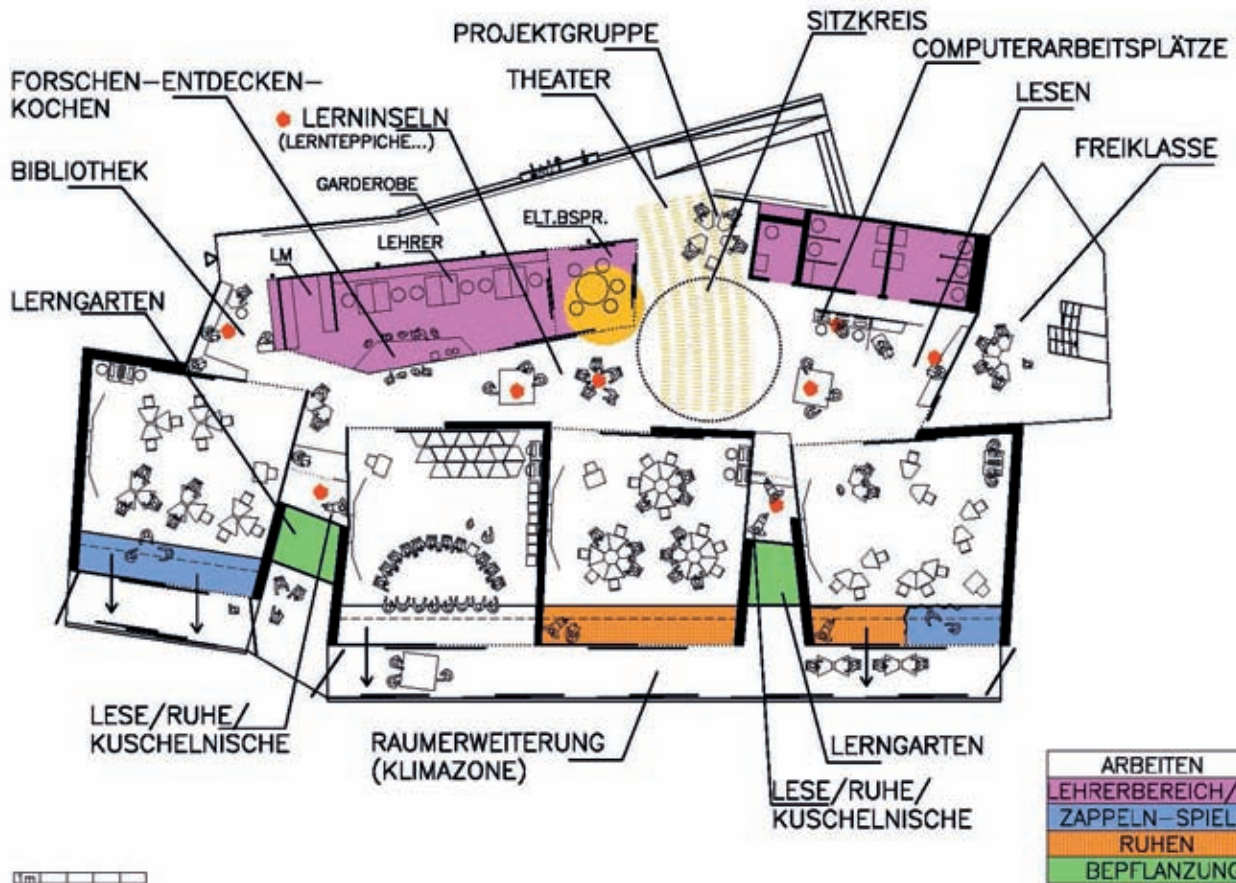 SITZKREIS
PROJEKTGRUPPE
COMPUTERARBEITSPLÄTZE
FORSCHEN-ENTDECKEN-
KOCHEN
THEATER
LESEN
LERNINSELN
(LERNTEPPICHE...)
FREIKLASSE
BIBLIOTHEK
GARDEROBE
ELT.BSPR.
LEHRER
LM
LERNGARTEN
LESE/RUHE/
KUSCHELNISCHE
RAUMERWEITERUNG
(KLIMAZONE)
LERNGARTEN
LESE/RUHE/
KUSCHELNISCHE
ARBEITEN
LEHRERBEREICH/
ZAPPELN-SPIEL
RUHEN
BEPFLANZUNG
1m